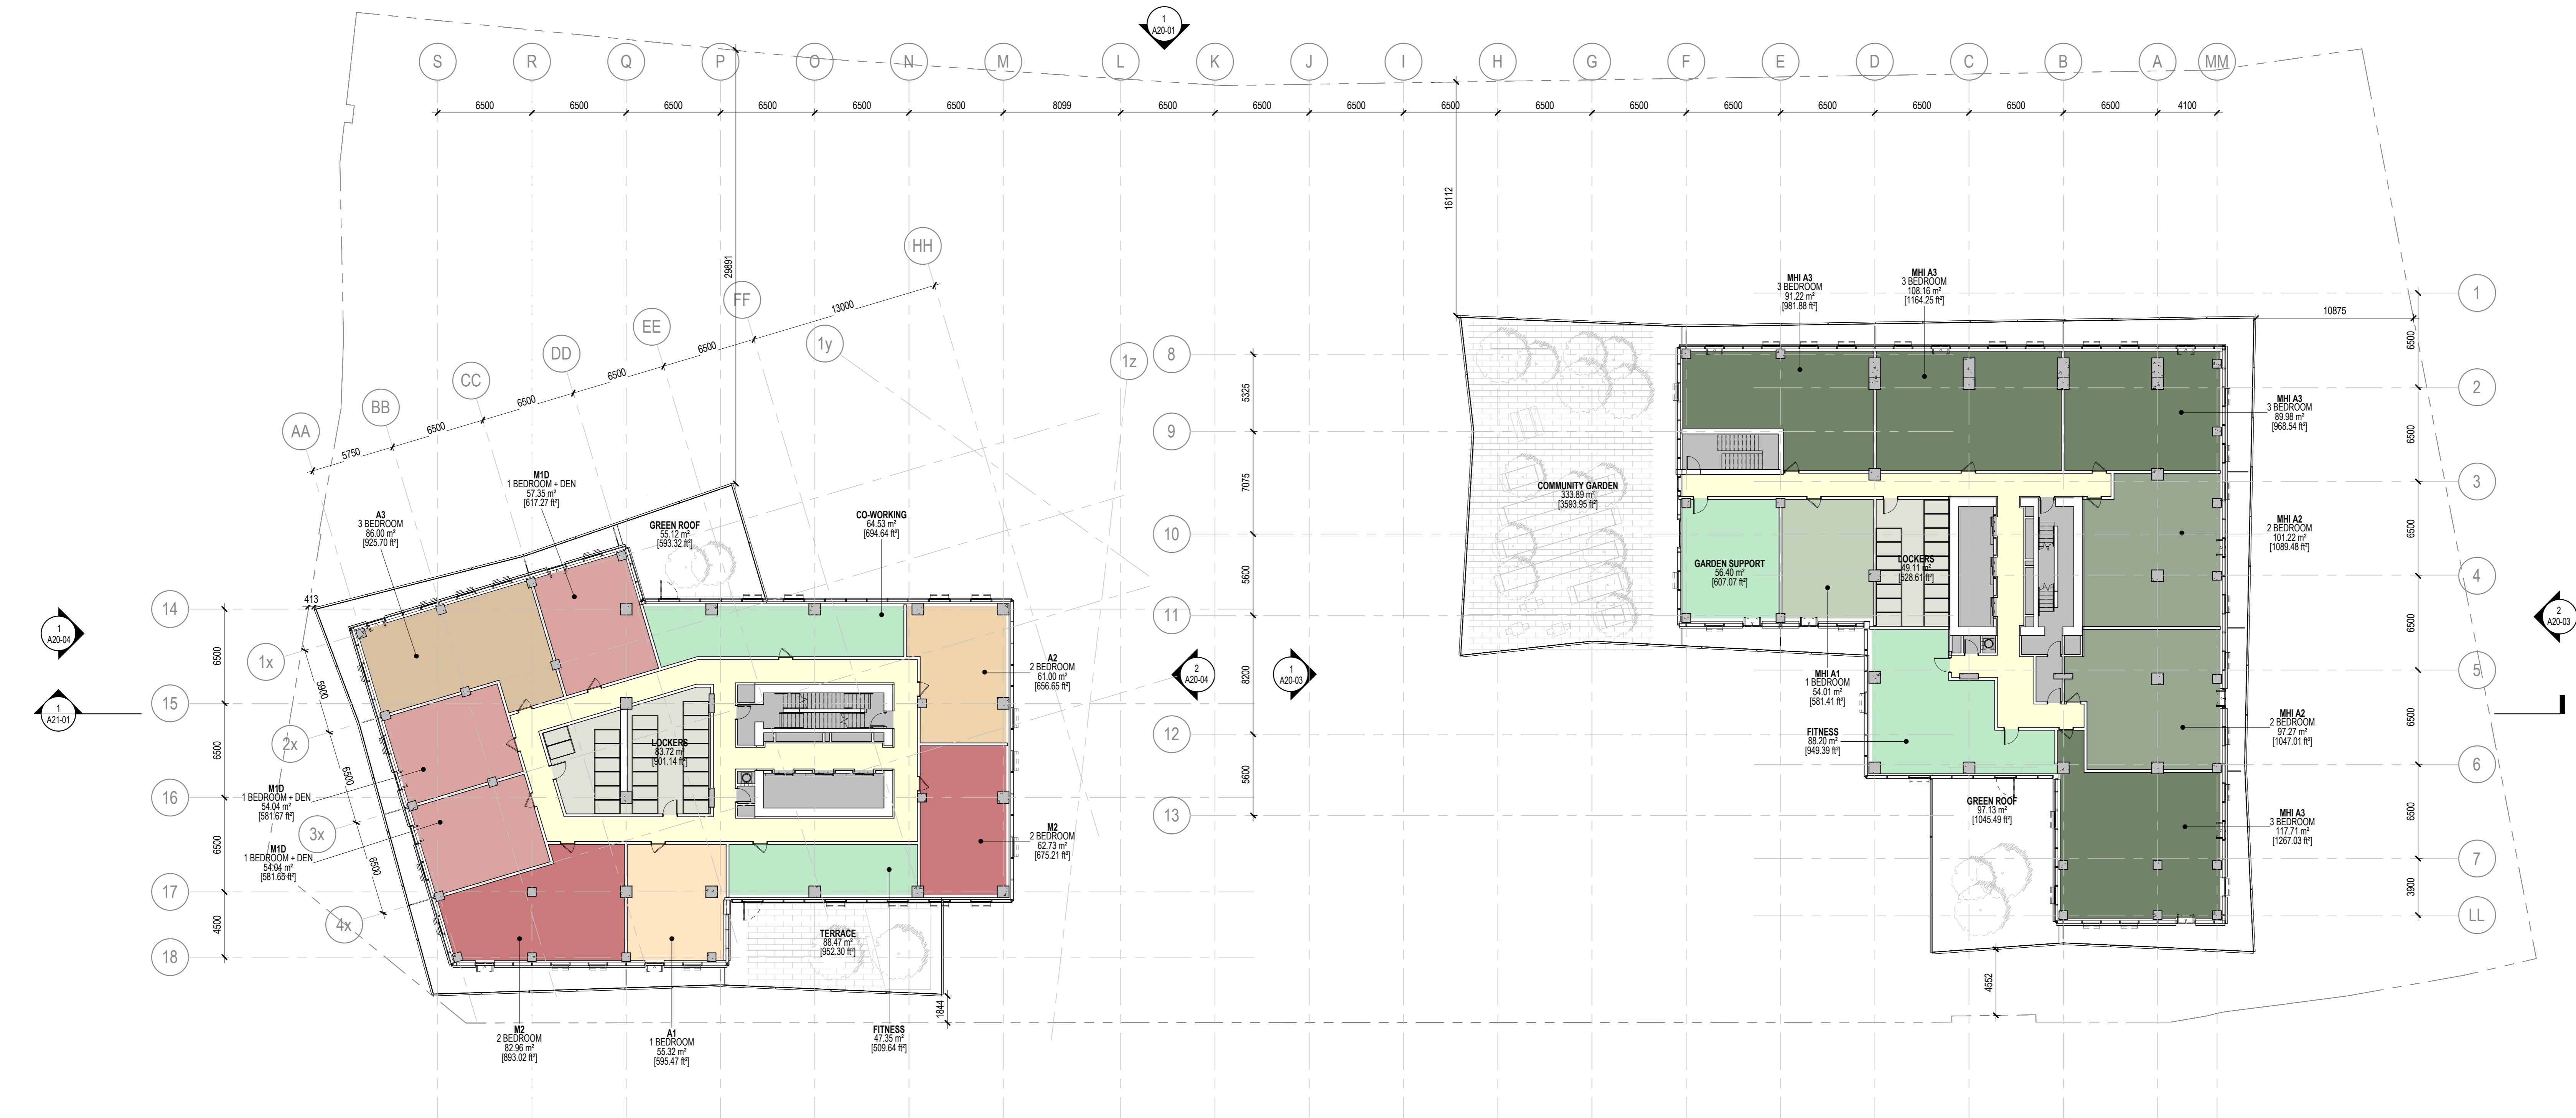 1
A20-01
S
R
Q
P
O
N
M
L
K
J
I
H
G
F
E
D
C
B
A
MM
6500
6500
6500
6500
6500
6500
8099
6500
6500
6500
6500
6500
6500
6500
6500
6500
6500
6500
4100
16112
29891
10875
HH
FF
EE
DD
CC
BB
AA
1y
1z
13000
6500
6500
6500
6500
5750
8
9
10
11
12
13
5325
7075
5600
8200
5600
1
2
3
4
5
6
7
LL
6500
6500
6500
6500
6500
6500
3900
14
15
16
17
18
6500
6500
6500
4500
413
1x
2x
3x
4x
5900
6500
6500
1
A20-04
1
A21-01
2
A20-04
1
A20-03
2
A20-03
M1D
1 BEDROOM + DEN
57.35 m²
[617.27 ft²]
A3
3 BEDROOM
86.00 m²
[925.70 ft²]
GREEN ROOF
55.12 m²
[593.32 ft²]
CO-WORKING
64.53 m²
[694.64 ft²]
A2
2 BEDROOM
61.00 m²
[656.65 ft²]
LOCKERS
83.72 m²
[901.14 ft²]
M1D
1 BEDROOM + DEN
54.04 m²
[581.67 ft²]
M1D
1 BEDROOM + DEN
54.04 m²
[581.65 ft²]
M2
2 BEDROOM
62.73 m²
[675.21 ft²]
TERRACE
88.47 m²
[952.30 ft²]
M2
2 BEDROOM
82.96 m²
[893.02 ft²]
A1
1 BEDROOM
55.32 m²
[595.47 ft²]
FITNESS
47.35 m²
[509.64 ft²]
1844
MHI A3
3 BEDROOM
91.22 m²
[981.88 ft²]
MHI A3
3 BEDROOM
108.16 m²
[1164.25 ft²]
MHI A3
3 BEDROOM
89.98 m²
[968.54 ft²]
COMMUNITY GARDEN
333.89 m²
[3593.95 ft²]
MHI A2
2 BEDROOM
101.22 m²
[1089.48 ft²]
GARDEN SUPPORT
56.40 m²
[607.07 ft²]
LOCKERS
49.11 m²
[528.61 ft²]
MHI A1
1 BEDROOM
54.01 m²
[581.41 ft²]
FITNESS
88.20 m²
[949.39 ft²]
MHI A2
2 BEDROOM
97.27 m²
[1047.01 ft²]
GREEN ROOF
97.13 m²
[1045.49 ft²]
MHI A3
3 BEDROOM
117.71 m²
[1267.03 ft²]
4552